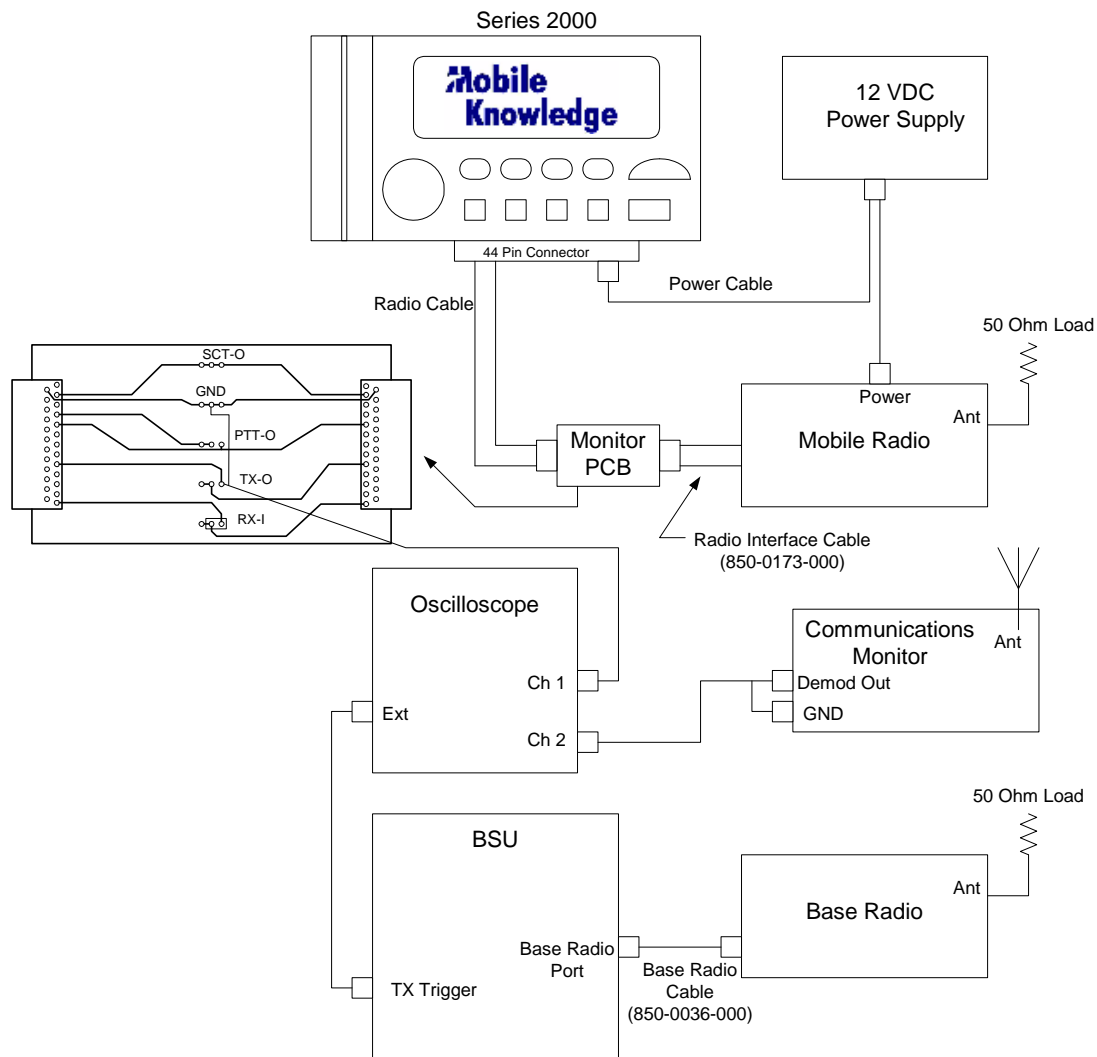 Series 2000
Mobile
Knowledge
12 VDC
Power Supply
44 Pin Connector
Radio Cable
Power Cable
50 Ohm Load
SCT-O
GND
PTT-O
TX-O
RX-I
Monitor
PCB
Power
Ant
Mobile Radio
Radio Interface Cable
(850-0173-000)
Oscilloscope
Ch 1
Ext
Ch 2
Communications
Monitor
Ant
Demod Out
GND
50 Ohm Load
BSU
Base Radio
Port
TX Trigger
Base Radio
Cable
(850-0036-000)
Ant
Base Radio